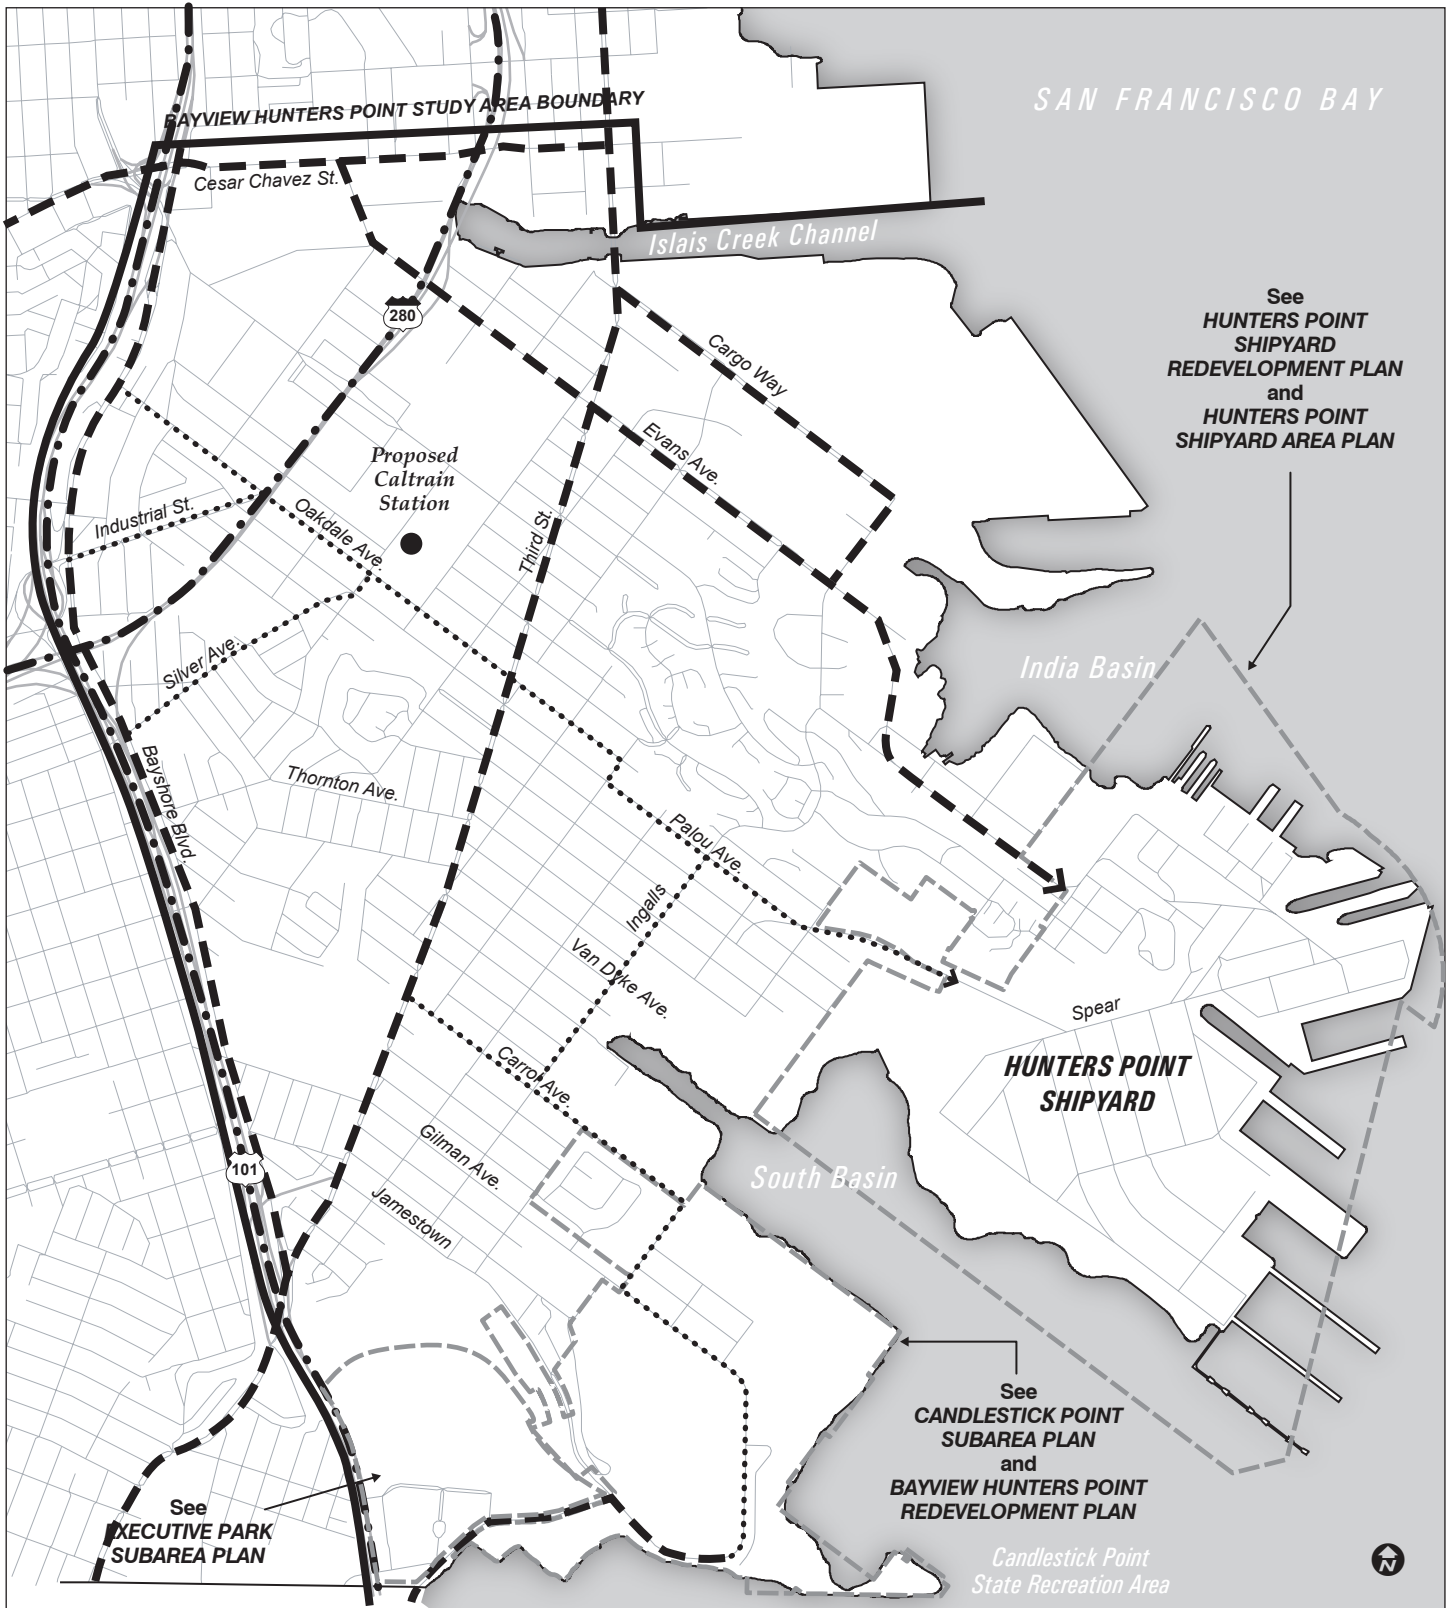 SAN FRANCISCO BAY
BAYVIEW HUNTERS POINT STUDY AREA BOUNDARY
Cesar Chavez St.
Islais Creek Channel
280
See
HUNTERS POINT
SHIPYARD
REDEVELOPMENT PLAN
and
HUNTERS POINT
SHIPYARD AREA PLAN
Cargo Way
Evans Ave.
Proposed
Caltrain
Station
Industrial St.
Oakdale Ave.
Third St.
Silver Ave.
India Basin
Bayshore Blvd.
Thornton Ave.
Palou Ave.
Ingalls
Van Dyke Ave.
Spear
HUNTERS POINT
SHIPYARD
Carrol Ave.
Gilman Ave.
101
Jamestown
South Basin
See
CANDLESTICK POINT
SUBAREA PLAN
and
BAYVIEW HUNTERS POINT
REDEVELOPMENT PLAN
See
EXECUTIVE PARK
SUBAREA PLAN
Candlestick Point
State Recreation Area
N